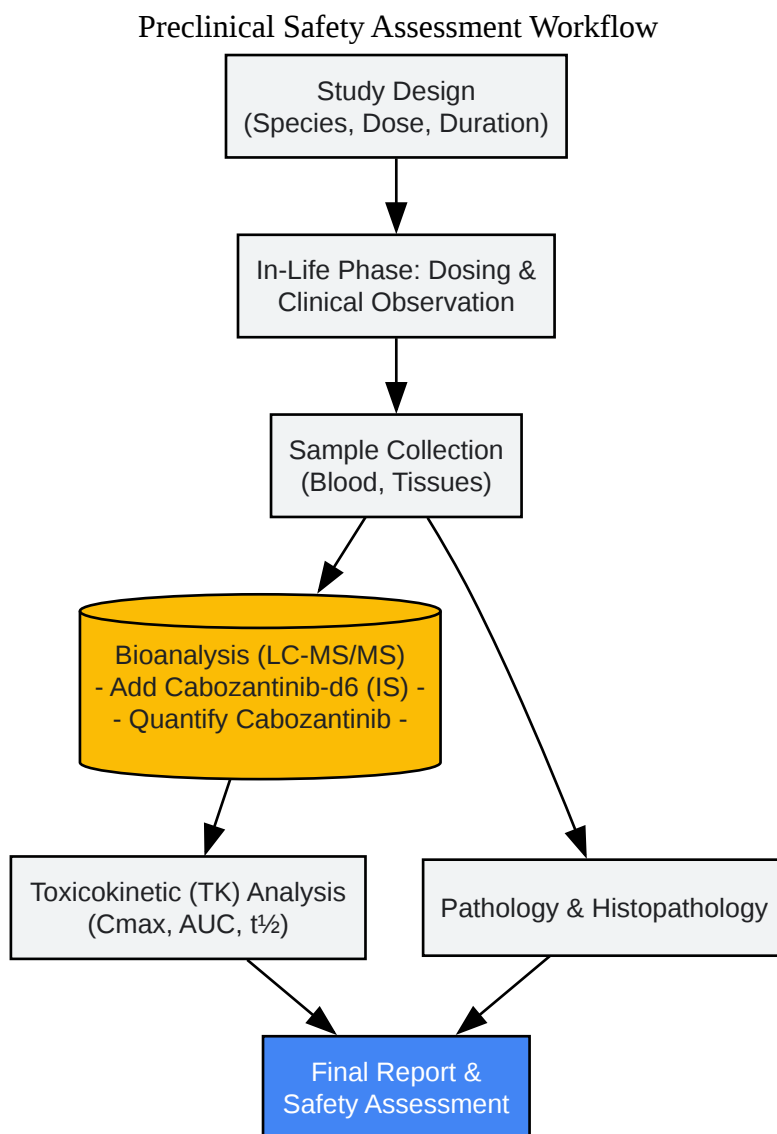 Preclinical Safety Assessment Workflow
Study Design
(Species, Dose, Duration)
In-Life Phase: Dosing &
Clinical Observation
Sample Collection
(Blood, Tissues)
Bioanalysis (LC-MS/MS)
- Add Cabozantinib-d6 (IS) -
- Quantify Cabozantinib -
Toxicokinetic (TK) Analysis
(Cmax, AUC, t½)
Pathology & Histopathology
Final Report &
Safety Assessment